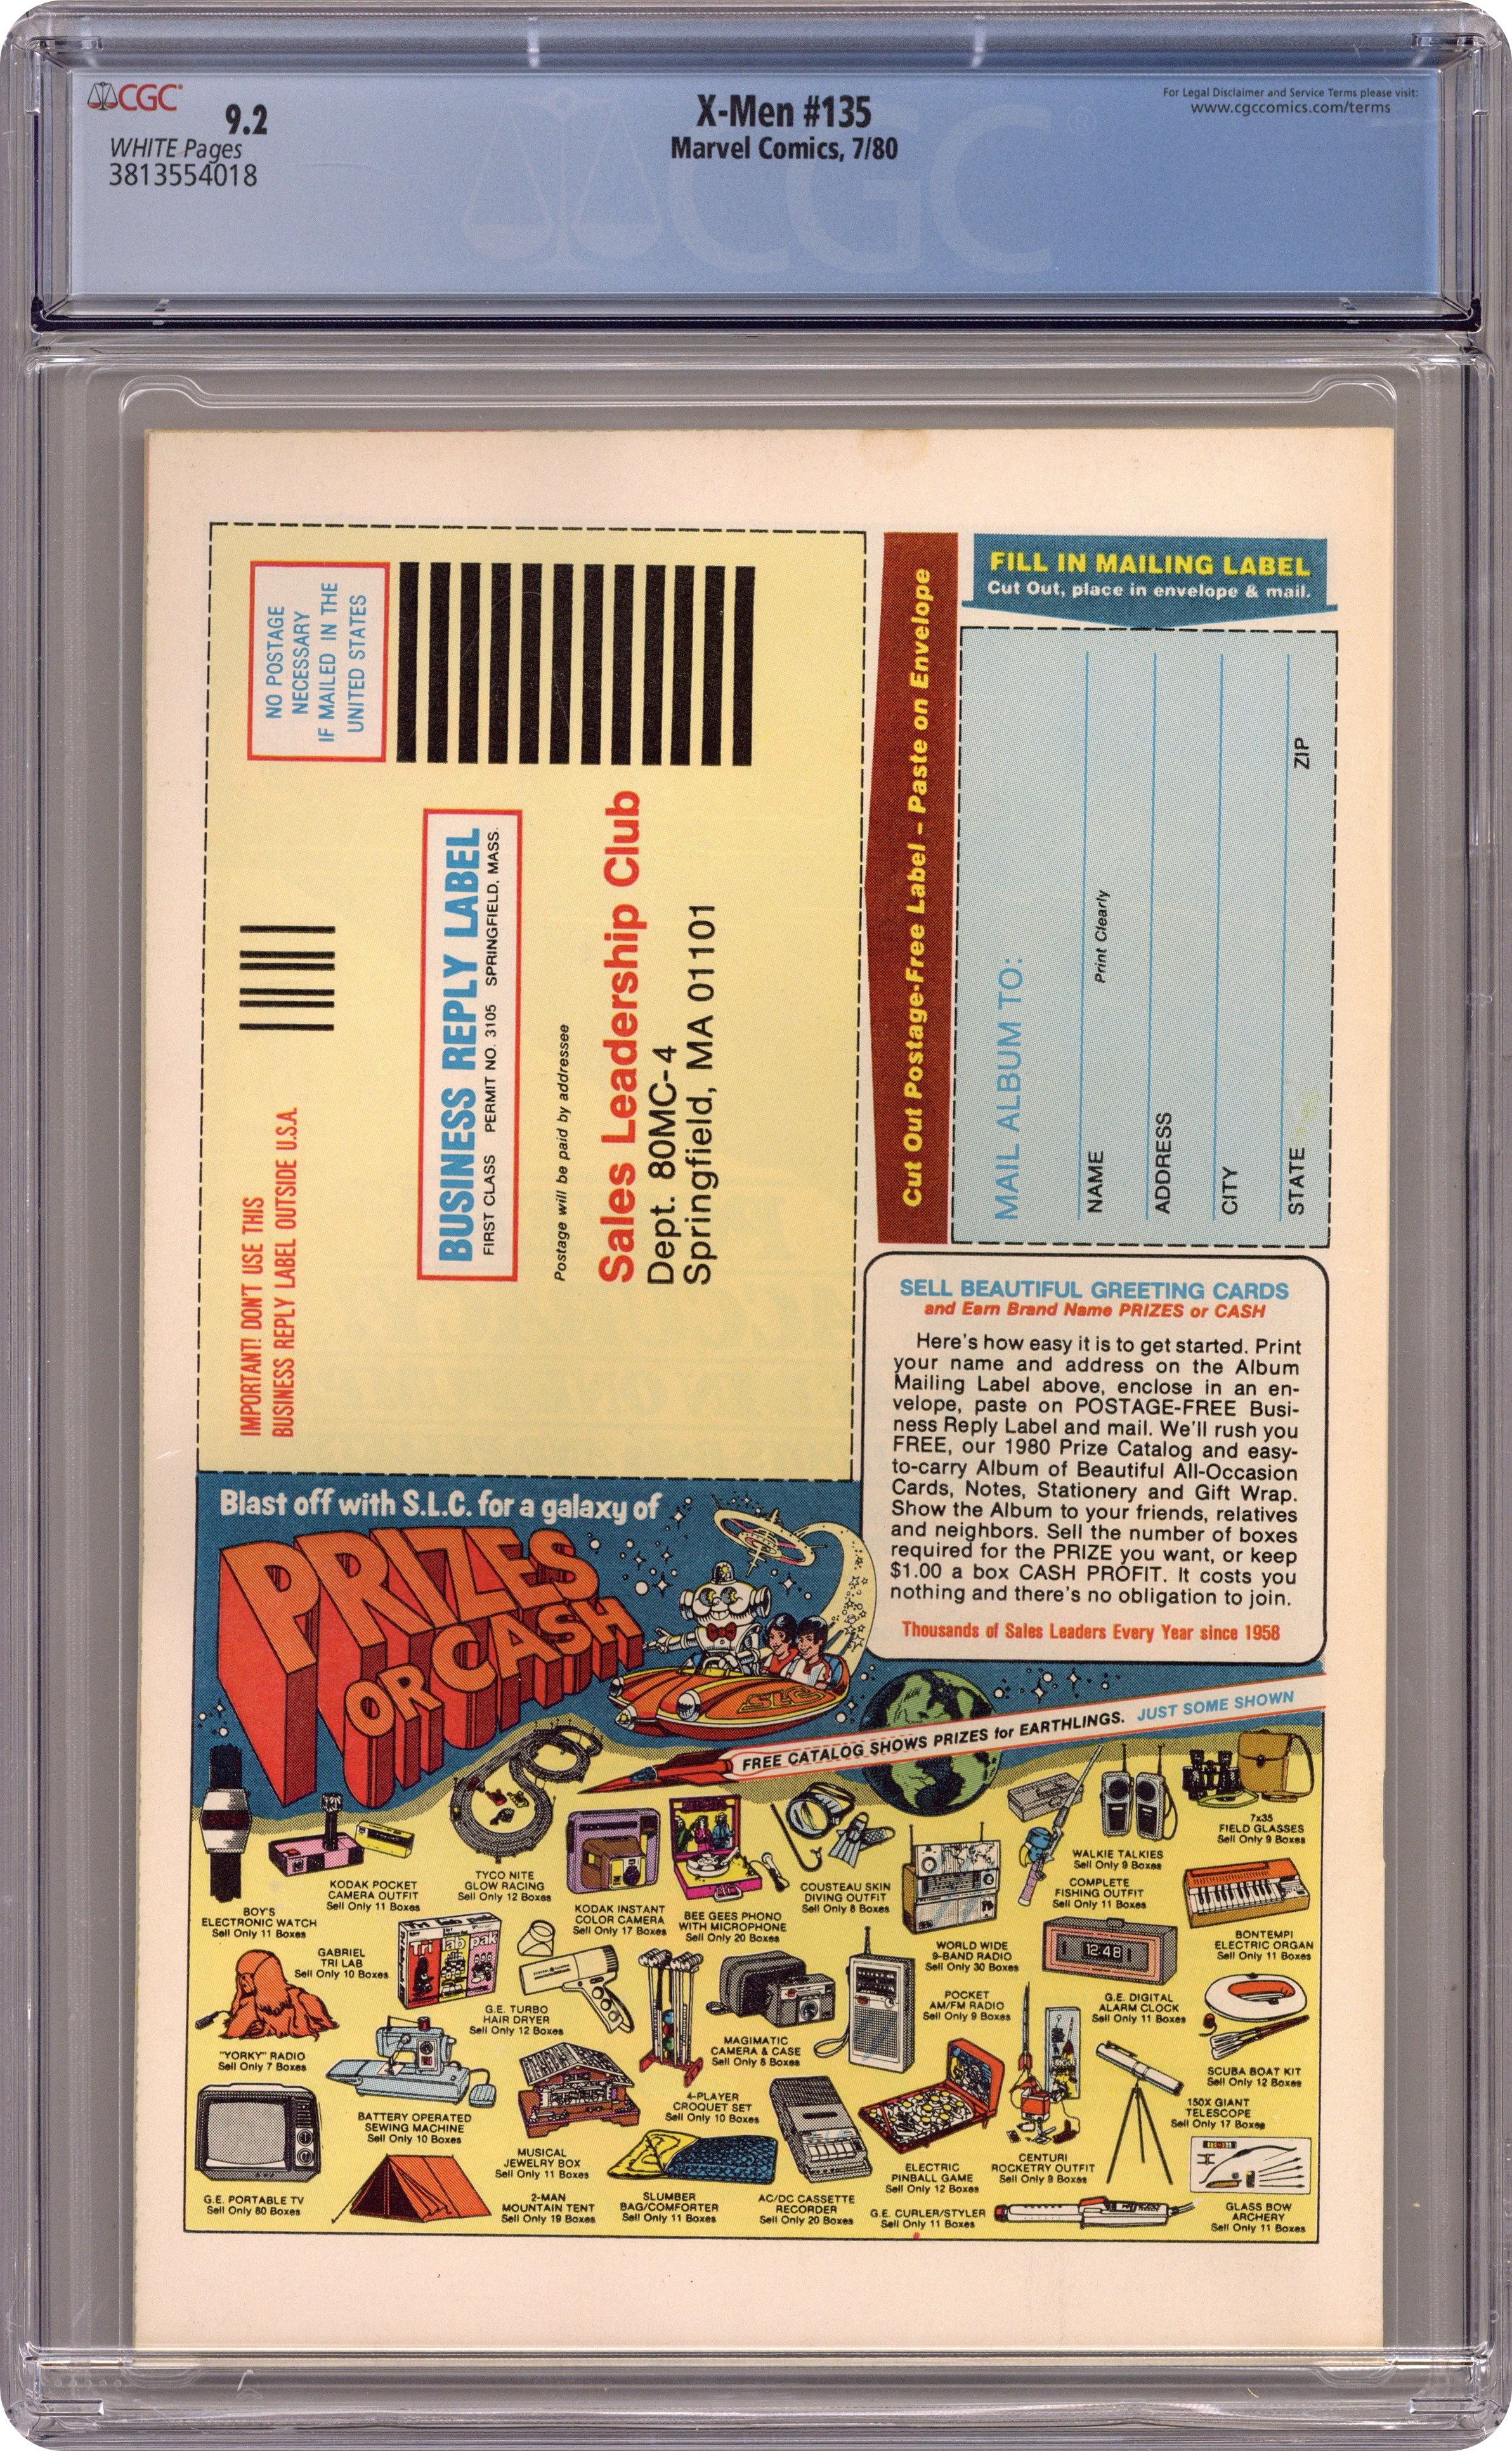 CGC
9.2
WHITE Pages
3813554018
X-Men #135
Marvel Comics, 7/80
For Legal Disclaimer and Service Terms please visit:
www.cgccomics.com/terms
CGC
IMPORTANT! DON'T USE THIS
BUSINESS REPLY LABEL OUTSIDE U.S.A.
NO POSTAGE
NECESSARY
IF MAILED IN THE
UNITED STATES
BUSINESS REPLY LABEL
FIRST CLASS PERMIT NO. 3105 SPRINGFIELD, MASS.
Postage will be paid by addressee
Sales Leadership Club
Dept. 80MC-4
Springfield, MA 01101
Cut Out Postage-Free Label - Paste on Envelope
FILL IN MAILING LABEL
Cut Out, place in envelope & mail.
MAIL ALBUM TO:
NAME
Print Clearly
ADDRESS
CITY
STATE ZIP
SELL BEAUTIFUL GREETING CARDS
and Earn Brand Name PRIZES or CASH
Here's how easy it is to get started. Print
your name and address on the Album
Mailing Label above, enclose in an en-
velope, paste on POSTAGE-FREE Busi-
ness Reply Label and mail. We'll rush you
FREE, our 1980 Prize Catalog and easy-
to-carry Album of Beautiful All-Occasion
Cards, Notes, Stationery and Gift Wrap.
Show the Album to your friends, relatives
and neighbors. Sell the number of boxes
required for the PRIZE you want, or keep
$1.00 a box CASH PROFIT. It costs you
nothing and there's no obligation to join.
Thousands of Sales Leaders Every Year since 1958
Blast off with S.L.C. for a galaxy of
PRIZES
OR CASH
SLC
FREE CATALOG SHOWS PRIZES for EARTHLINGS. JUST SOME SHOWN
BOY'S
ELECTRONIC WATCH
Sell Only 11 Boxes
KODAK POCKET
CAMERA OUTFIT
Sell Only 11 Boxes
TYCO NITE
GLOW RACING
Sell Only 12 Boxes
KODAK INSTANT
COLOR CAMERA
Sell Only 17 Boxes
BEE GEES PHONO
WITH MICROPHONE
Sell Only 20 Boxes
COUSTEAU SKIN
DIVING OUTFIT
Sell Only 8 Boxes
WORLD WIDE
9-BAND RADIO
Sell Only 30 Boxes
COMPLETE
FISHING OUTFIT
Sell Only 11 Boxes
WALKIE TALKIES
Sell Only 9 Boxes
7x35
FIELD GLASSES
Sell Only 9 Boxes
BONTEMPI
ELECTRIC ORGAN
Sell Only 11 Boxes
GABRIEL
TRI LAB
Sell Only 10 Boxes
Tri lab pak
"YORKY" RADIO
Sell Only 7 Boxes
G.E. TURBO
HAIR DRYER
Sell Only 12 Boxes
MAGIMATIC
CAMERA & CASE
Sell Only 8 Boxes
POCKET
AM/FM RADIO
Sell Only 9 Boxes
12:48
G.E. DIGITAL
ALARM CLOCK
Sell Only 11 Boxes
SCUBA BOAT KIT
Sell Only 12 Boxes
BATTERY OPERATED
SEWING MACHINE
Sell Only 10 Boxes
4-PLAYER
CROQUET SET
Sell Only 10 Boxes
150X GIANT
TELESCOPE
Sell Only 17 Boxes
MUSICAL
JEWELRY BOX
Sell Only 11 Boxes
ELECTRIC
PINBALL GAME
Sell Only 12 Boxes
CENTURI
ROCKETRY OUTFIT
Sell Only 9 Boxes
G.E. PORTABLE TV
Sell Only 80 Boxes
2-MAN
MOUNTAIN TENT
Sell Only 19 Boxes
SLUMBER
BAG/COMFORTER
Sell Only 11 Boxes
AC/DC CASSETTE
RECORDER
Sell Only 20 Boxes
G.E. CURLER/STYLER
Sell Only 11 Boxes
GLASS BOW
ARCHERY
Sell Only 11 Boxes